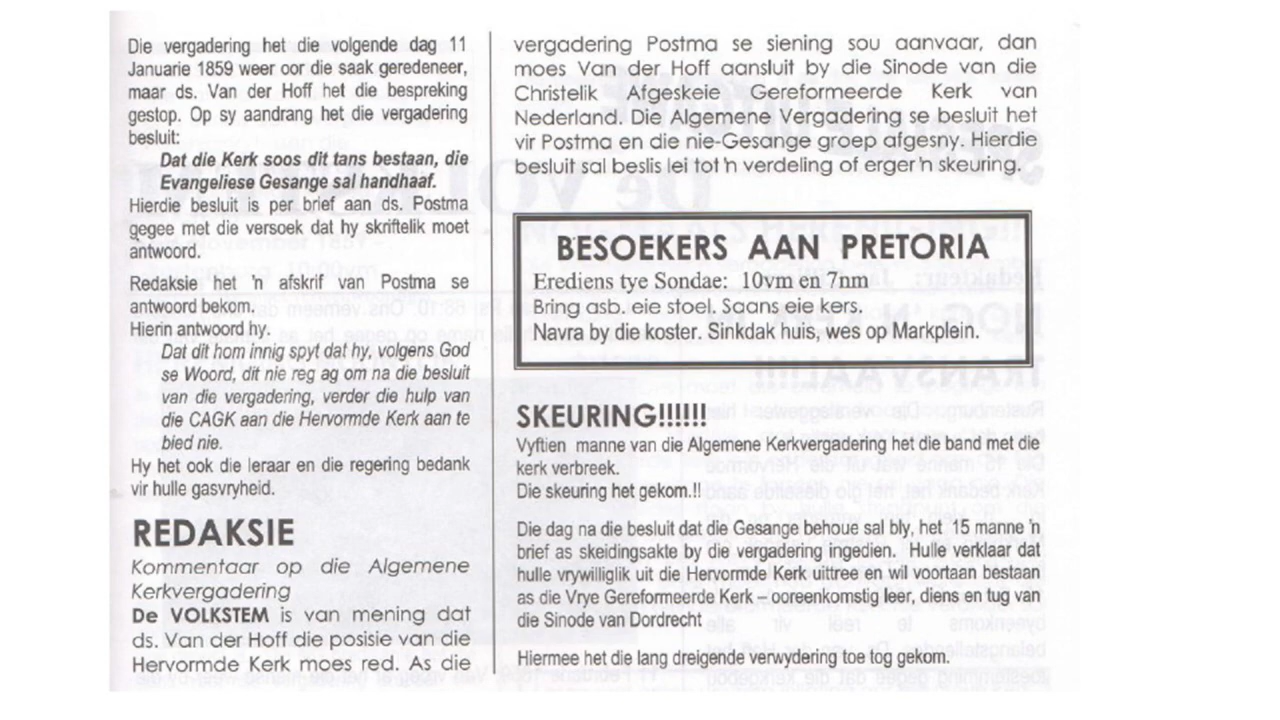 Die vergadering het die volgende dag 11
Januarie 1859 weer oor die saak geredeneer,
maar ds. Van der Hoff het die bespreking
gestop. Op sy aandrang het die vergadering
besluit:
Dat die Kerk soos dit tans bestaan, die
Evangeliese Gesange sal handhaaf.
Hierdie besluit is per brief aan ds. Postma
gegee met die versoek dat hy skriftelik moet
antwoord.
Redaksie het 'n afskrif van Postma se
antwoord bekom.
Hierin antwoord hy.
Dat dit hom innig spyt dat hy, volgens God
se Woord, dit nie reg ag om na die besluit
van die vergadering, verder die hulp van
die CAGK aan die Hervormde Kerk aan te
bied nie.
Hy het ook die leraar en die regering bedank
vir hulle gasvryheid.
REDAKSIE
Kommentaar op die Algemene
Kerkvergadering
De VOLKSTEM is van mening dat
ds. Van der Hoff die posisie van die
Hervormde Kerk moes red. As die
vergadering Postma se siening sou aanvaar, dan
moes Van der Hoff aansluit by die Sinode van die
Christelik Afgeskeie Gereformeerde Kerk van
Nederland. Die Algemene Vergadering se besluit het
vir Postma en die nie-Gesange groep afgesny. Hierdie
besluit sal beslis lei tot 'n verdeling of erger 'n skeuring.
BESOEKERS AAN PRETORIA
Erediens tye Sondae: 10vm en 7nm
Bring asb. eie stoel. Saans eie kers.
Navra by die koster. Sinkdak huis, wes op Markplein.
SKEURING!!!!!!
Vyftien manne van die Algemene Kerkvergadering het die band met die
kerk verbreek.
Die skeuring het gekom.!!
Die dag na die besluit dat die Gesange behoue sal bly, het 15 manne 'n
brief as skeidingsakte by die vergadering ingedien. Hulle verklaar dat
hulle vrywilliglik uit die Hervormde Kerk uittree en wil voortaan bestaan
as die Vrye Gereformeerde Kerk – ooreenkomstig leer, diens en tug van
die Sinode van Dordrecht
Hiermee het die lang dreigende verwydering toe tog gekom.